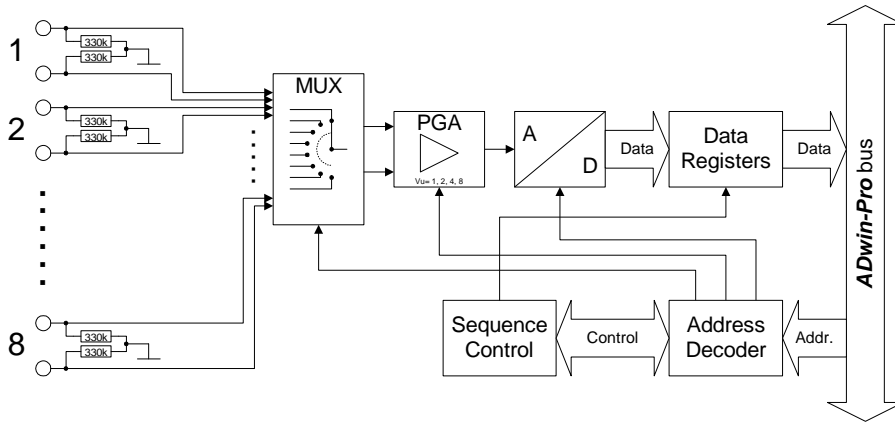 1
330k
330k
2
330k
330k
8
330k
330k
MUX
PGA
Vu= 1, 2, 4, 8
A
D
Data
Data
Registers
Data
Sequence
Control
Control
Address
Decoder
Addr.
ADwin-Pro bus